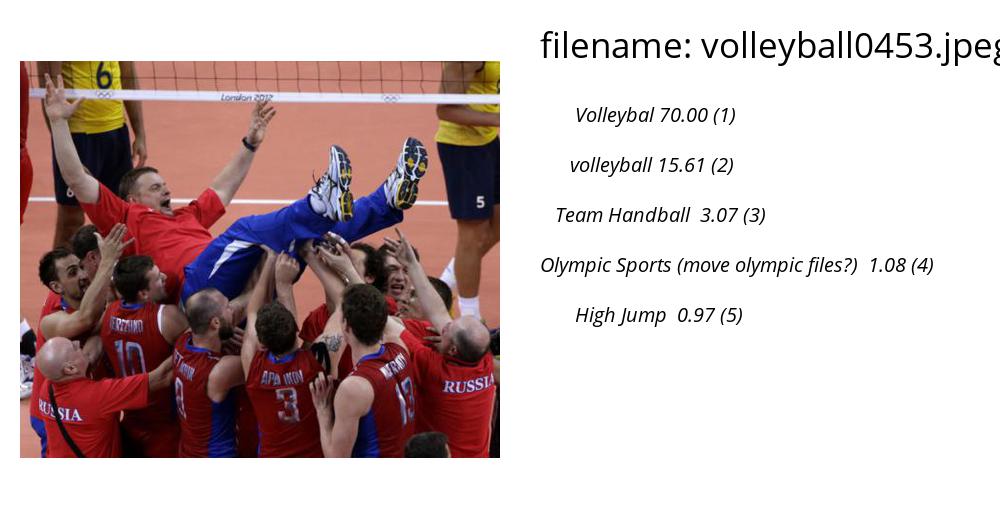 filename: volleyball0453.jpeg
Volleybal 70.00 (1)
volleyball 15.61 (2)
Team Handball 3.07 (3)
Olympic Sports (move olympic files?) 1.08 (4)
High Jump 0.97 (5)
6
London 2012
5
10
3
13
RUSSIA
RUSSIA